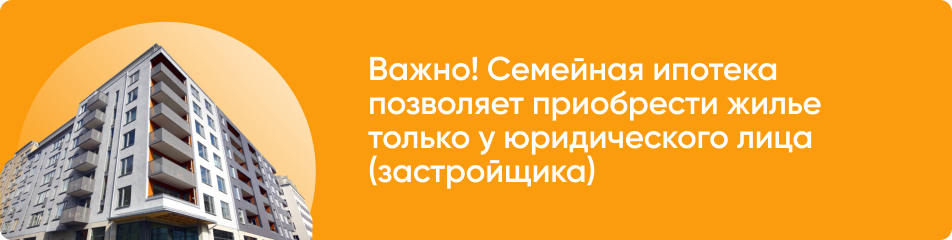 Важно! Семейная ипотека
позволяет приобрести жилье
только у юридического лица
(застройщика)